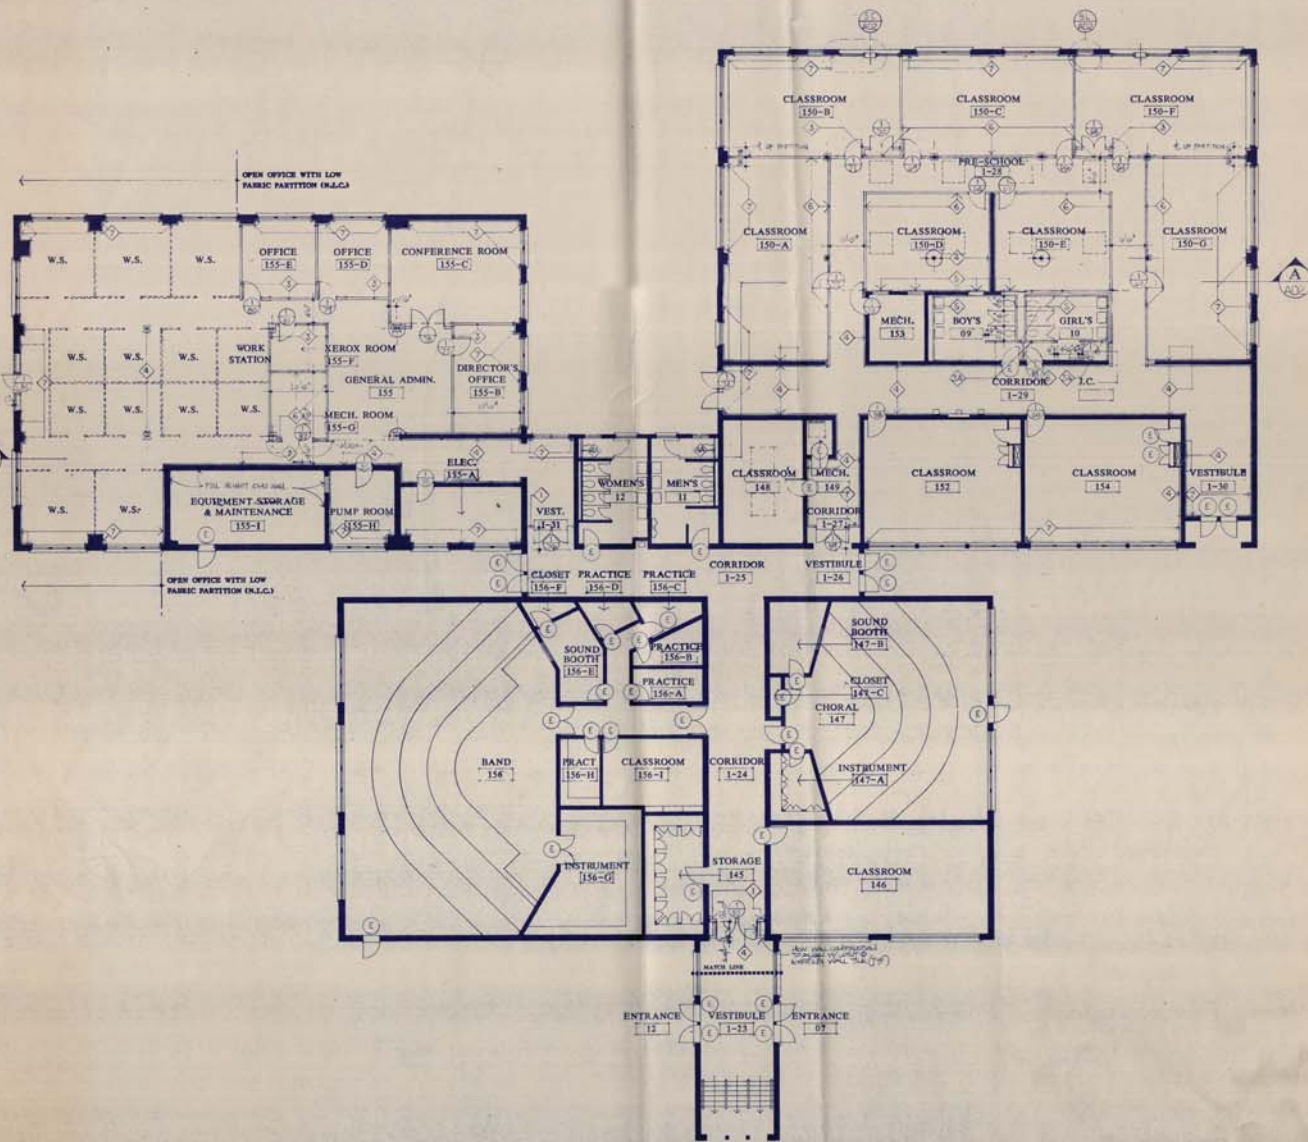 CLASSROOM
150-B
CLASSROOM
150-C
CLASSROOM
150-F
PRE-SCHOOL
1-28
CLASSROOM
150-A
CLASSROOM
150-D
CLASSROOM
150-E
CLASSROOM
150-G
A
MECH.
153
BOY'S
09
GIRL'S
10
CORRIDOR
1-29
J.C.
OPEN OFFICE WITH LOW
FABRIC PARTITION (N.I.C.)
W.S.
W.S.
W.S.
OFFICE
155-E
OFFICE
155-D
CONFERENCE ROOM
155-C
W.S.
W.S.
W.S.
WORK
STATION
XEROX ROOM
155-F
DIRECTOR'S
OFFICE
155-B
GENERAL ADMIN.
155
W.S.
W.S.
W.S.
W.S.
MECH. ROOM
155-G
ELEC.
155-A
W.S.
W.S.
EQUIPMENT STORAGE
& MAINTENANCE
155-I
PUMP ROOM
155-H
VEST.
1-31
WOMEN'S
12
MEN'S
11
CLASSROOM
148
MECH.
149
CORRIDOR
1-27
CLASSROOM
152
CLASSROOM
154
VESTIBULE
1-30
OPEN OFFICE WITH LOW
FABRIC PARTITION (N.I.C.)
CLOSET
156-F
PRACTICE
156-D
PRACTICE
156-C
CORRIDOR
1-25
VESTIBULE
1-26
SOUND
BOOTH
156-E
PRACTICE
156-B
PRACTICE
156-A
SOUND
BOOTH
147-B
CLOSET
147-C
CHORAL
147
BAND
156
PRACT
156-H
CLASSROOM
156-I
CORRIDOR
1-24
INSTRUMENT
147-A
INSTRUMENT
156-G
STORAGE
145
CLASSROOM
146
MATCH LINE
ENTRANCE
12
VESTIBULE
1-23
ENTRANCE
07